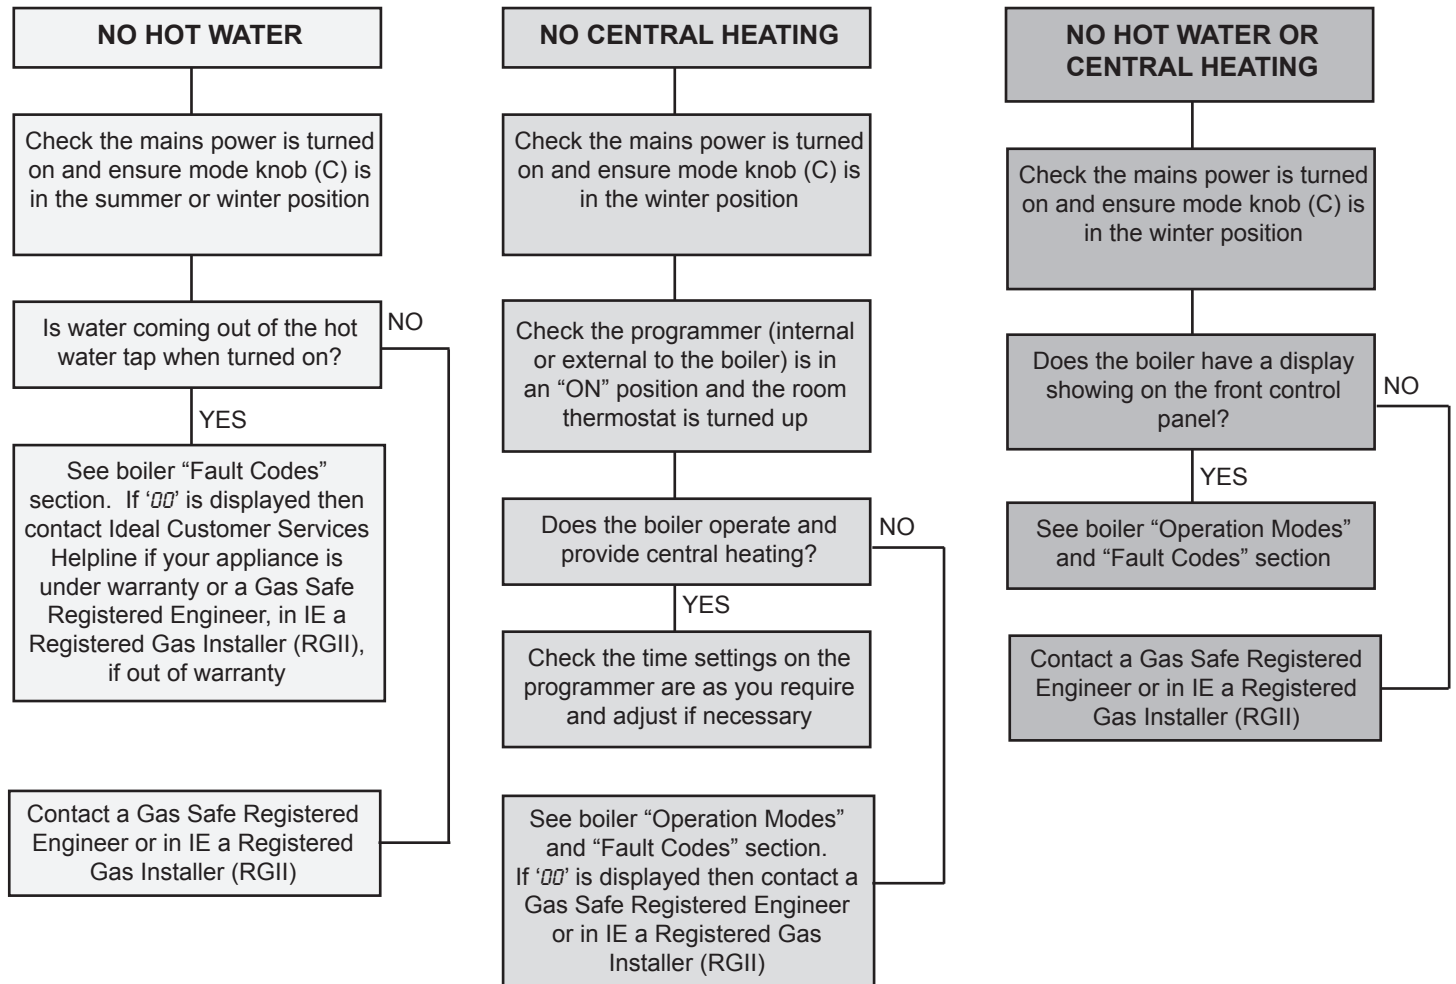 NO HOT WATER
Check the mains power is turned
on and ensure mode knob (C) is
in the summer or winter position
Is water coming out of the hot
water tap when turned on?
NO
YES
See boiler “Fault Codes”
section.  If ‘00’ is displayed then
contact Ideal Customer Services
Helpline if your appliance is
under warranty or a Gas Safe
Registered Engineer, in IE a
Registered Gas Installer (RGII),
if out of warranty
Contact a Gas Safe Registered
Engineer or in IE a Registered
Gas Installer (RGII)
NO CENTRAL HEATING
Check the mains power is turned
on and ensure mode knob (C) is
in the winter position
Check the programmer (internal
or external to the boiler) is in
an “ON” position and the room
thermostat is turned up
Does the boiler operate and
provide central heating?
NO
YES
Check the time settings on the
programmer are as you require
and adjust if necessary
See boiler “Operation Modes”
and “Fault Codes” section.
If ‘00’ is displayed then contact a
Gas Safe Registered Engineer
or in IE a Registered Gas
Installer (RGII)
NO HOT WATER OR
CENTRAL HEATING
Check the mains power is turned
on and ensure mode knob (C) is
in the winter position
Does the boiler have a display
showing on the front control
panel?
NO
YES
See boiler “Operation Modes”
and “Fault Codes” section
Contact a Gas Safe Registered
Engineer or in IE a Registered
Gas Installer (RGII)